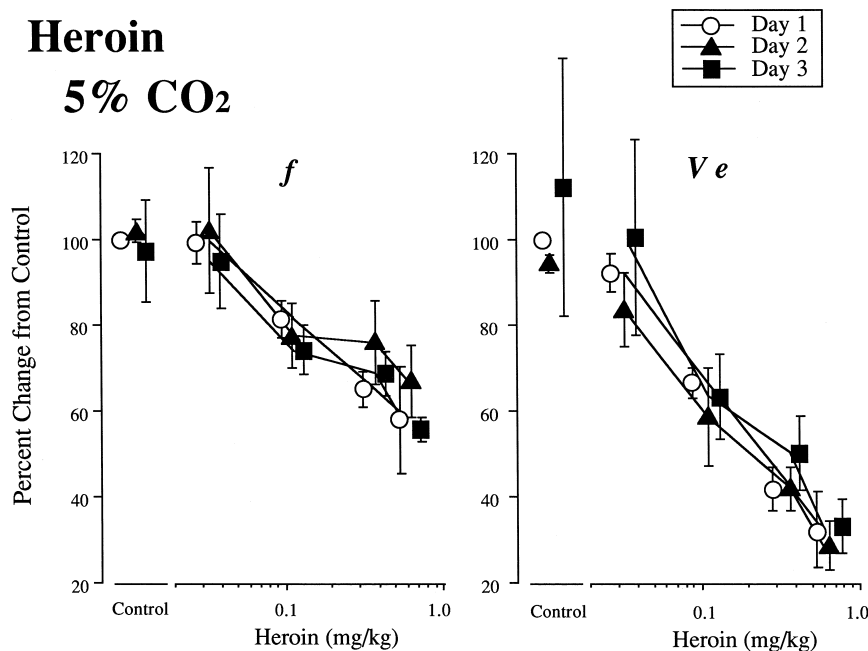 Heroin
5% CO2
Day 1
Day 2
Day 3
f
V e
Percent Change from Control
120
100
80
60
40
20
Control
0.1
1.0
Heroin (mg/kg)
120
100
80
60
40
20
Control
0.1
1.0
Heroin (mg/kg)